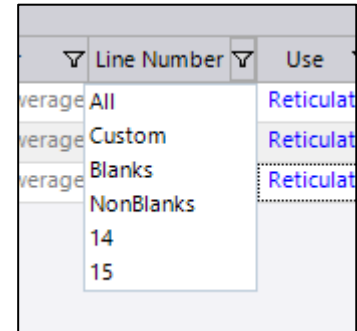 Line Number Use
verage All Reticulat
verage Custom Reticulat
Blanks
verage NonBlanks Reticulat
14
15